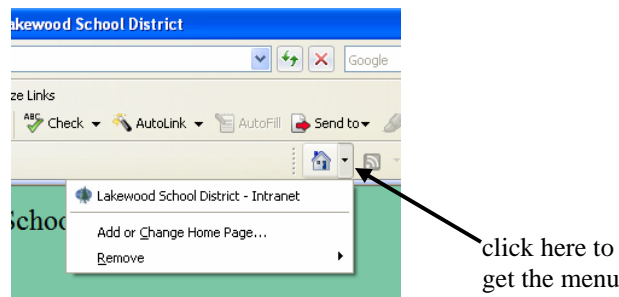 akewood School District
Google
ze Links
ABC Check AutoLink AutoFill Send to
Lakewood School District - Intranet
Schoo
Add or Change Home Page...
Remove
click here to
get the menu